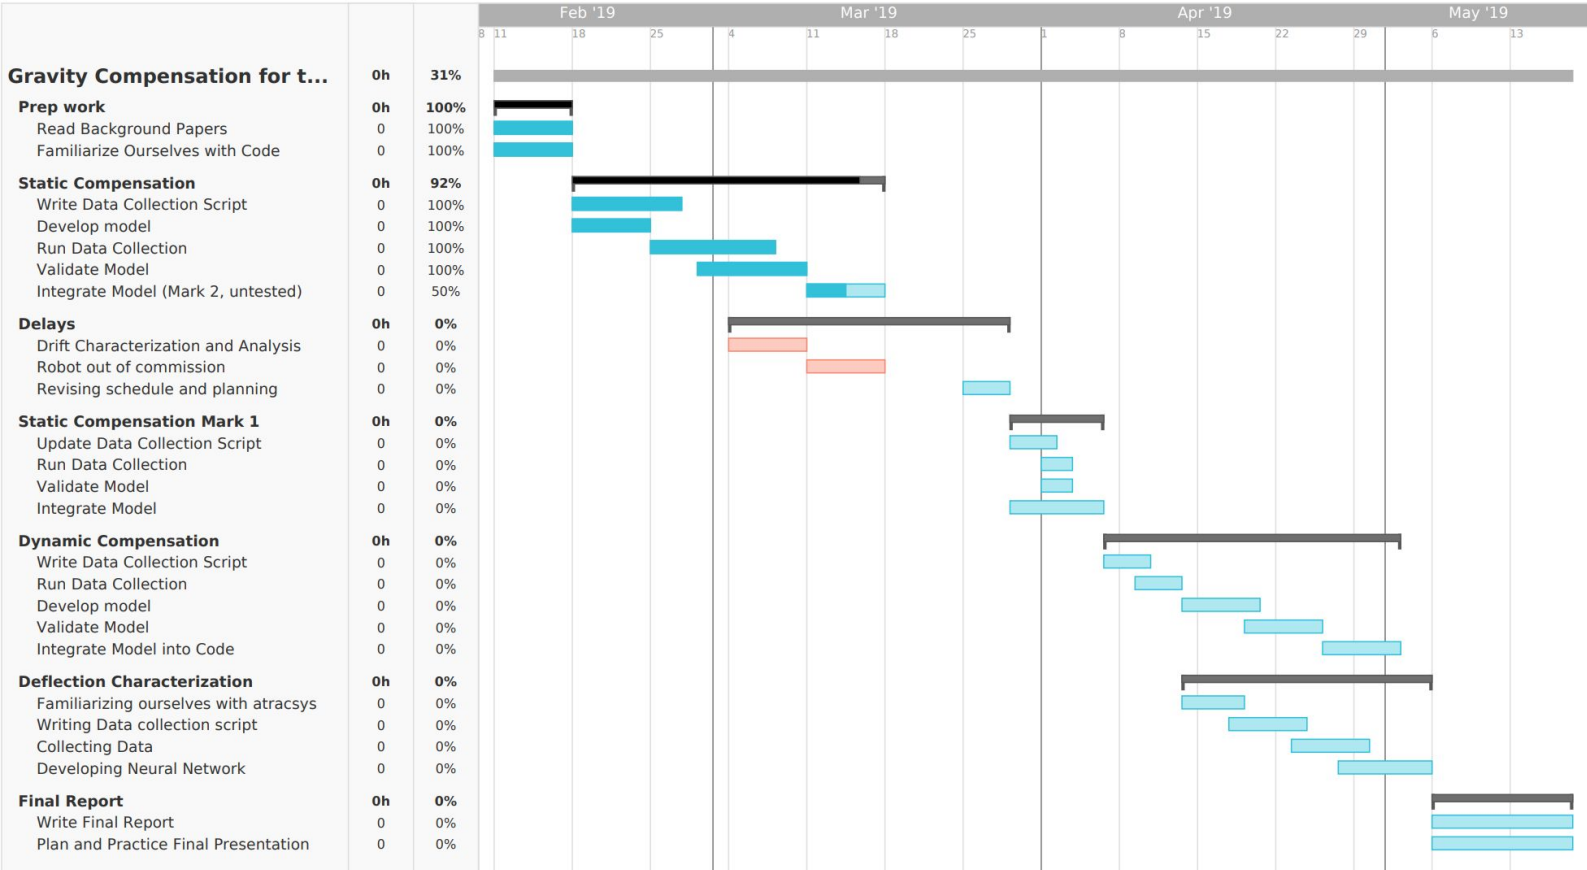 Feb '19 Mar '19 Apr '19 May '19
8 11 18 25 4 11 18 25 1 8 15 22 29 6 13
Gravity Compensation for t... 0h 31%
Prep work 0h 100%
Read Background Papers 0 100%
Familiarize Ourselves with Code 0 100%
Static Compensation 0h 92%
Write Data Collection Script 0 100%
Develop model 0 100%
Run Data Collection 0 100%
Validate Model 0 100%
Integrate Model (Mark 2, untested) 0 50%
Delays 0h 0%
Drift Characterization and Analysis 0 0%
Robot out of commission 0 0%
Revising schedule and planning 0 0%
Static Compensation Mark 1 0h 0%
Update Data Collection Script 0 0%
Run Data Collection 0 0%
Validate Model 0 0%
Integrate Model 0 0%
Dynamic Compensation 0h 0%
Write Data Collection Script 0 0%
Run Data Collection 0 0%
Develop model 0 0%
Validate Model 0 0%
Integrate Model into Code 0 0%
Deflection Characterization 0h 0%
Familiarizing ourselves with atracsys 0 0%
Writing Data collection script 0 0%
Collecting Data 0 0%
Developing Neural Network 0 0%
Final Report 0h 0%
Write Final Report 0 0%
Plan and Practice Final Presentation 0 0%